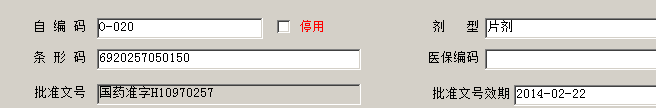 自编码 O-020 停用 剂型 片剂
条形码 6920257050150 医保编码
批准文号 国药准字H10970257 批准文号效期 2014-02-22